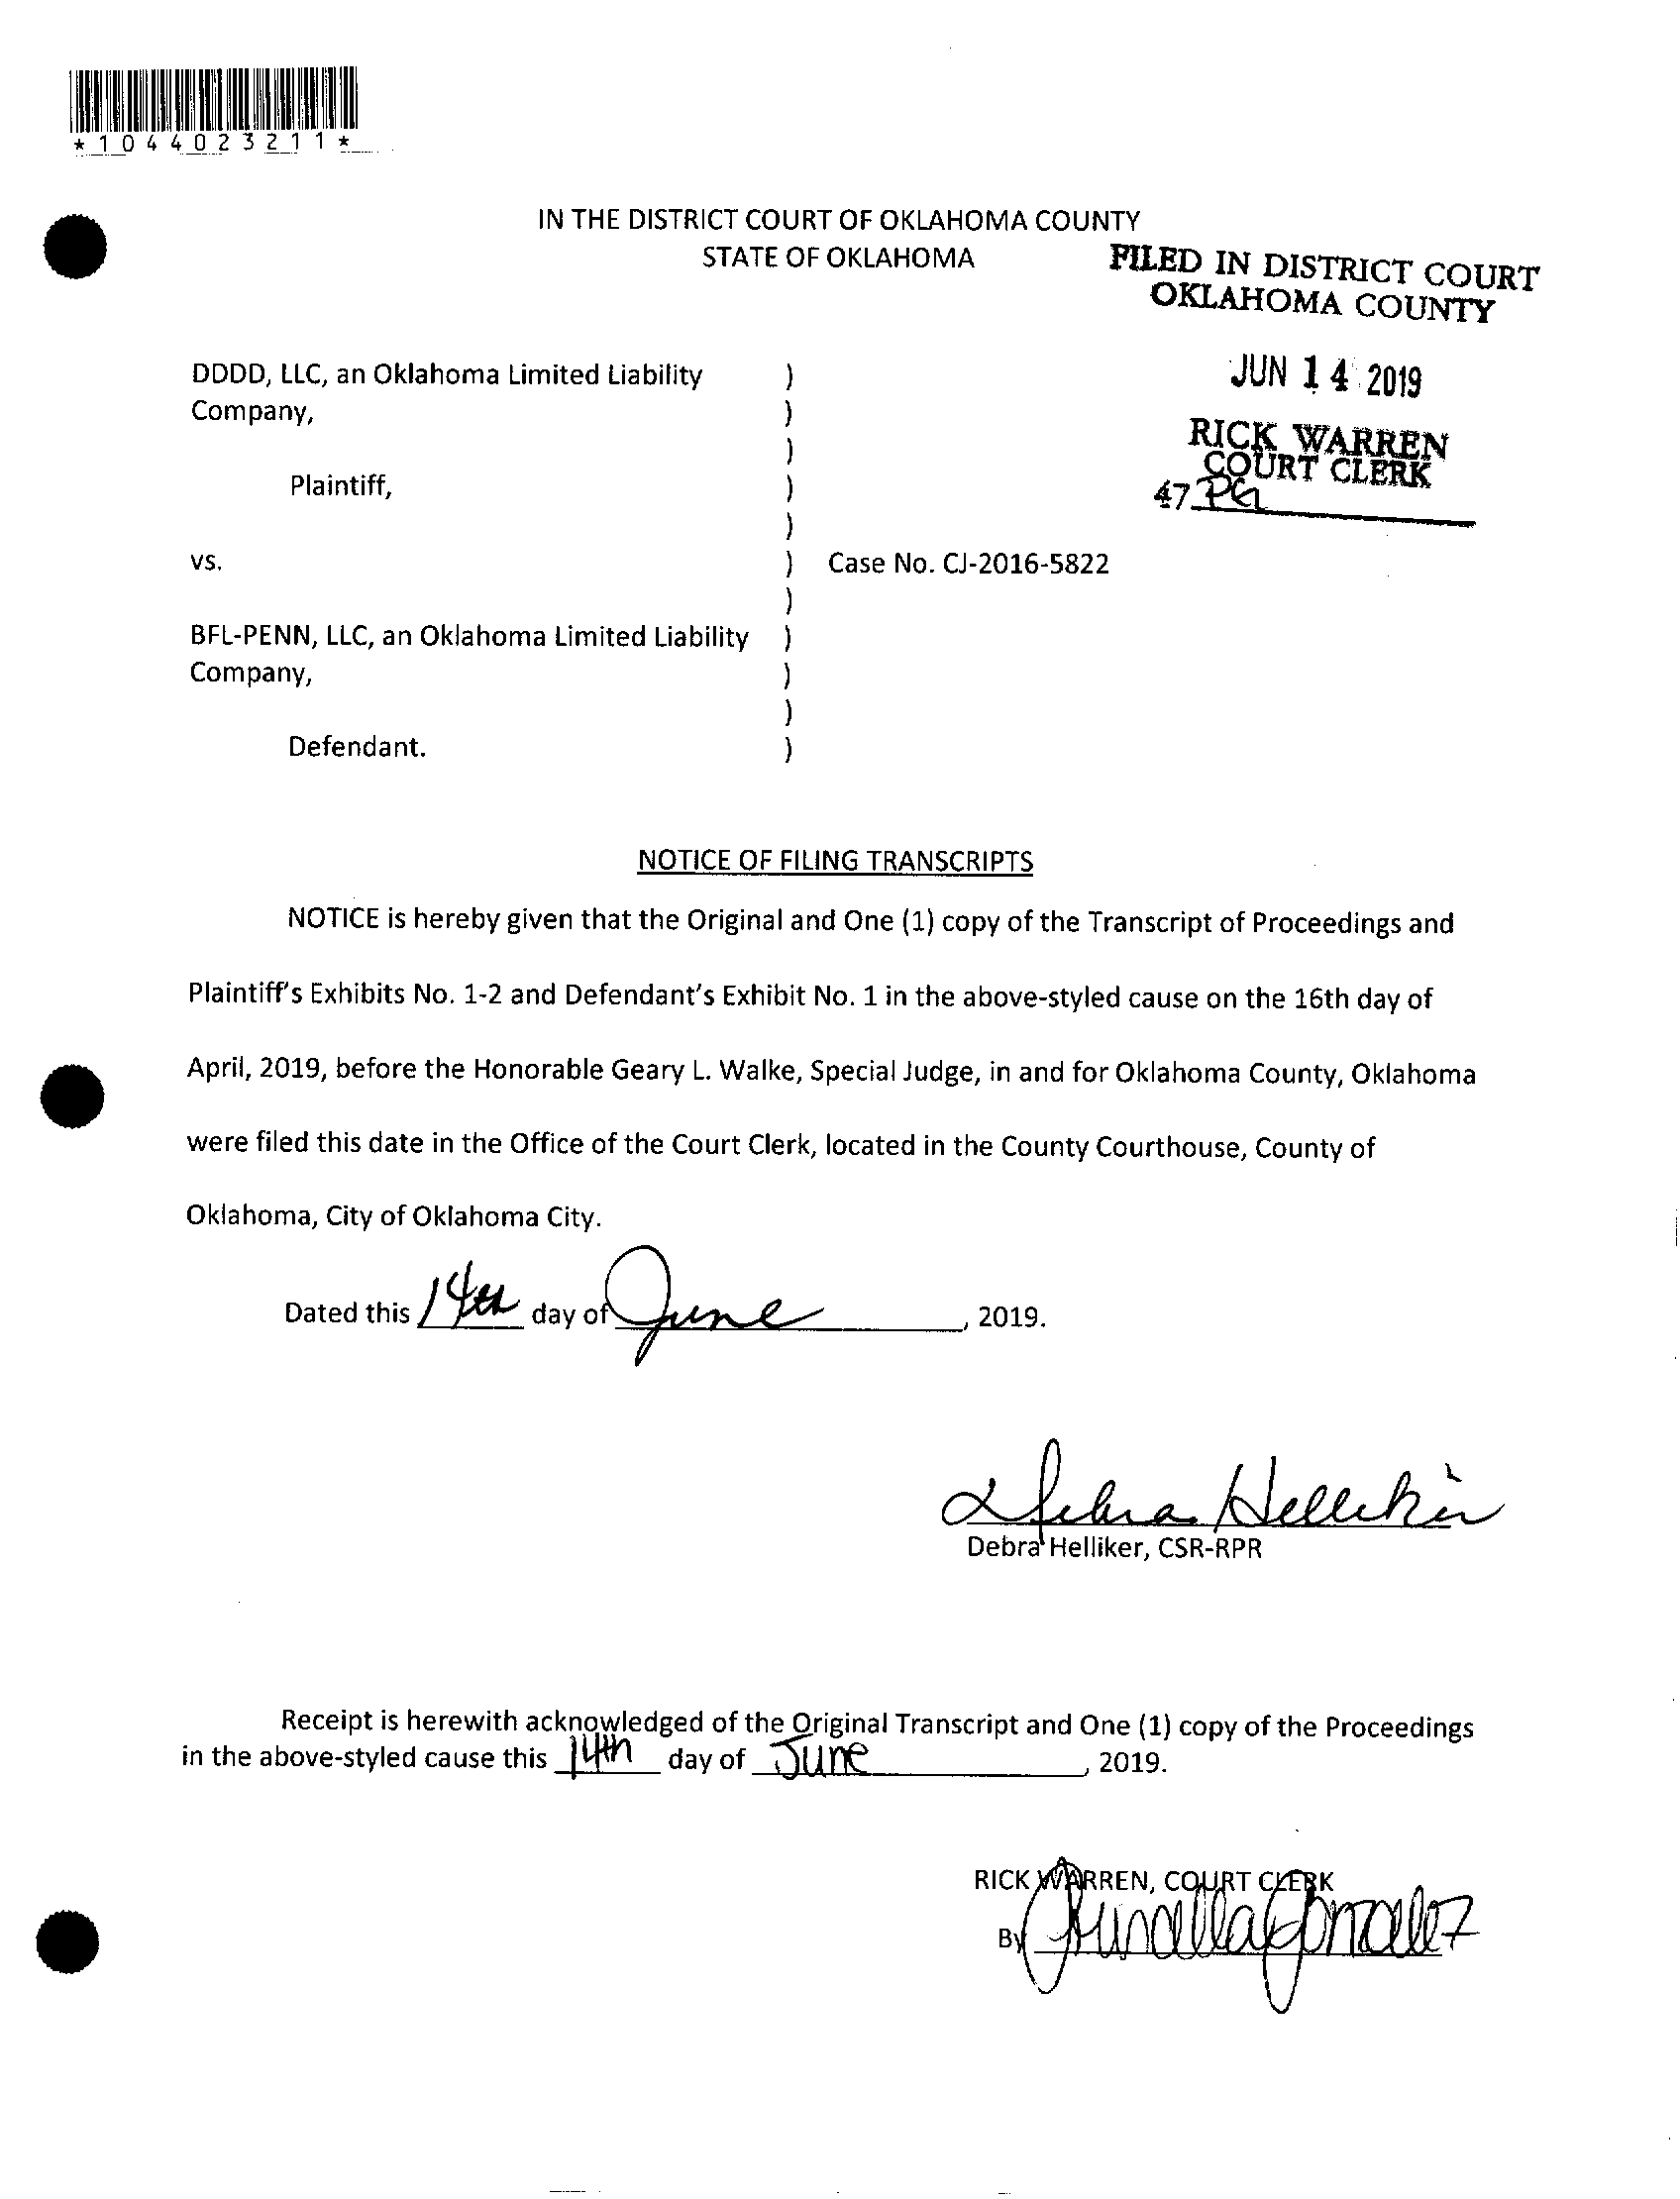 *1044023211*
IN THE DISTRICT COURT OF OKLAHOMA COUNTY
STATE OF OKLAHOMA
FILED IN DISTRICT COURT
OKLAHOMA COUNTY
JUN 14 2019
RICK WARREN
COURT CLERK
47 PG
DDDD, LLC, an Oklahoma Limited Liability )
Company, )
)
Plaintiff, )
)
vs. ) Case No. CJ-2016-5822
)
BFL-PENN, LLC, an Oklahoma Limited Liability )
Company, )
)
Defendant. )
NOTICE OF FILING TRANSCRIPTS
NOTICE is hereby given that the Original and One (1) copy of the Transcript of Proceedings and
Plaintiff's Exhibits No. 1-2 and Defendant's Exhibit No. 1 in the above-styled cause on the 16th day of
April, 2019, before the Honorable Geary L. Walke, Special Judge, in and for Oklahoma County, Oklahoma
were filed this date in the Office of the Court Clerk, located in the County Courthouse, County of
Oklahoma, City of Oklahoma City.
Dated this 14th day of June, 2019.
Debra Helliker
Debra Helliker, CSR-RPR
Receipt is herewith acknowledged of the Original Transcript and One (1) copy of the Proceedings
in the above-styled cause this 14th day of June, 2019.
RICK WARREN, COURT CLERK
By Gonzalez